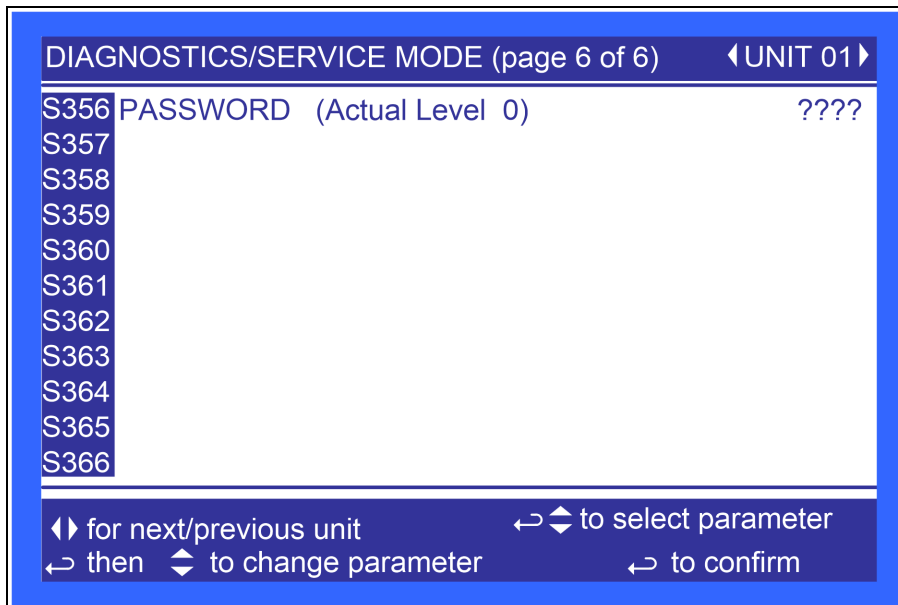 DIAGNOSTICS/SERVICE MODE (page 6 of 6) UNIT 01
S356 PASSWORD (Actual Level 0) ????
S357
S358
S359
S360
S361
S362
S363
S364
S365
S366
for next/previous unit
to select parameter
then to change parameter
to confirm